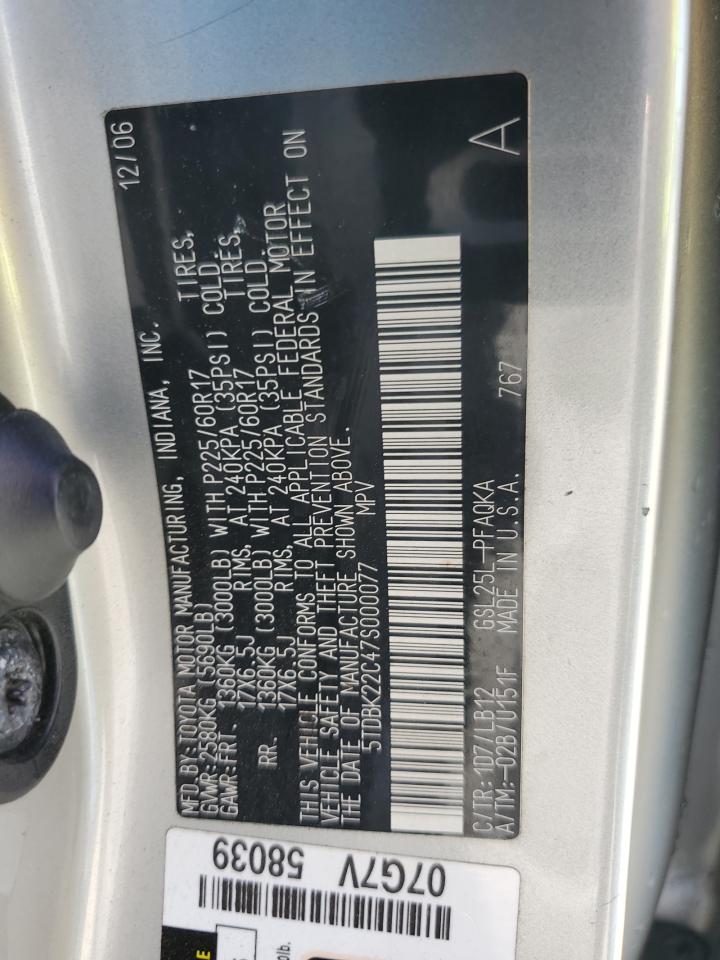 MFD. BY: TOYOTA MOTOR MANUFACTURING, INDIANA, INC. 12/06
GVWR: 2580KG (5690LB)
GAWR: FRT. 1360KG (3000LB) WITH P225/60R17 TIRES,
17X6.5J RIMS, AT 240KPA (35PSI) COLD.
RR. 1360KG (3000LB) WITH P225/60R17 TIRES,
17X6.5J RIMS, AT 240KPA (35PSI) COLD.
THIS VEHICLE CONFORMS TO ALL APPLICABLE FEDERAL MOTOR
VEHICLE SAFETY AND THEFT PREVENTION STANDARDS IN EFFECT ON
THE DATE OF MANUFACTURE SHOWN ABOVE.
5TDBK22C47S000077 MPV
C/TR: 1D7/LB12 GSL25L-PFAQKA 767 A
A/TM:-02B/U151F MADE IN U.S.A.
07G7V
58039